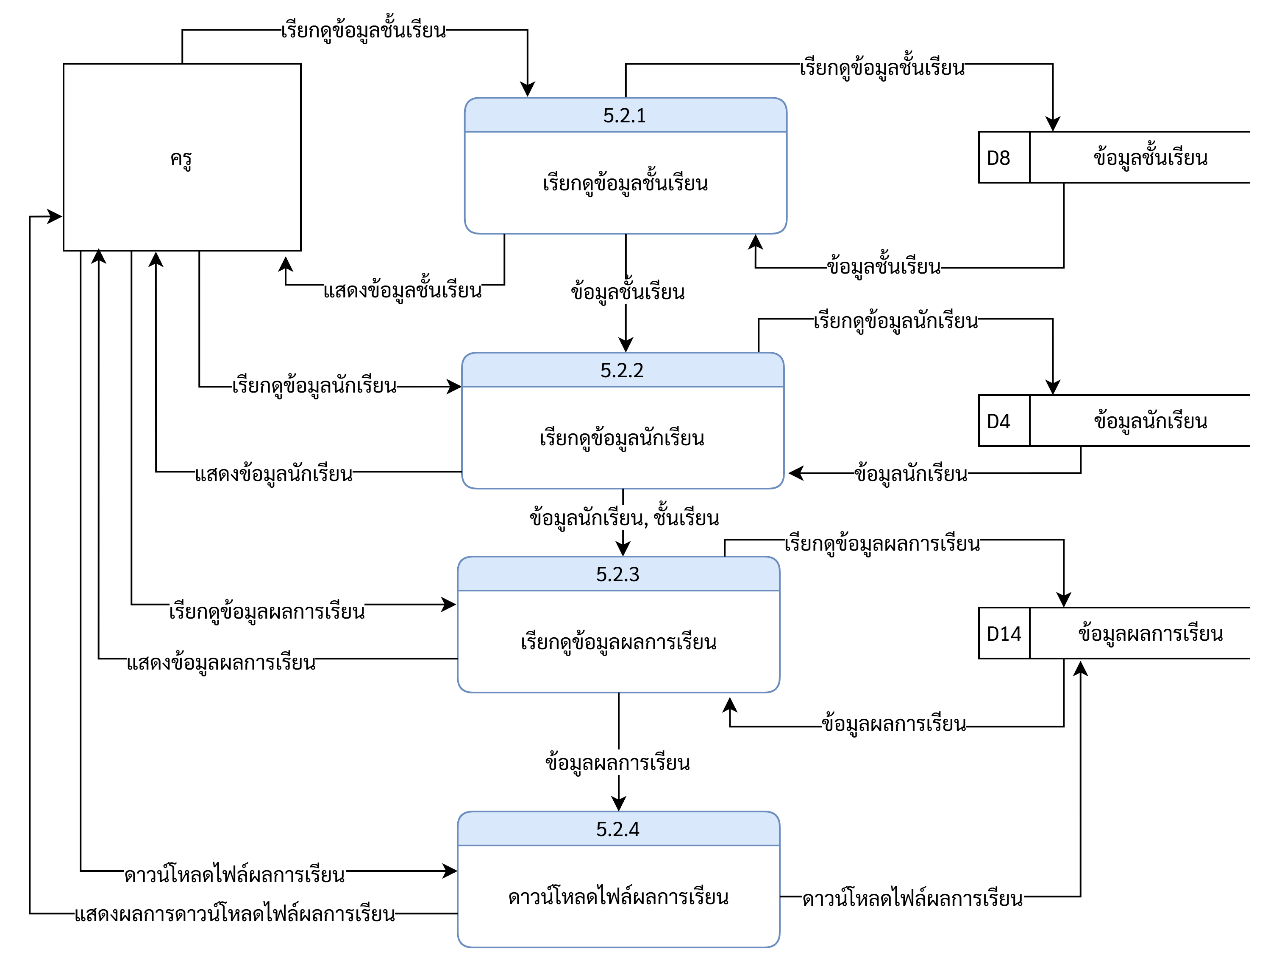 เรียกดูข้อมูลชั้นเรียน
เรียกดูข้อมูลชั้นเรียน
5.2.1
ครู
D8
ข้อมูลชั้นเรียน
เรียกดูข้อมูลชั้นเรียน
ข้อมูลชั้นเรียน
แสดงข้อมูลชั้นเรียน
ข้อมูลชั้นเรียน
เรียกดูข้อมูลนักเรียน
5.2.2
เรียกดูข้อมูลนักเรียน
D4
ข้อมูลนักเรียน
เรียกดูข้อมูลนักเรียน
แสดงข้อมูลนักเรียน
ข้อมูลนักเรียน
ข้อมูลนักเรียน, ชั้นเรียน
เรียกดูข้อมูลผลการเรียน
5.2.3
เรียกดูข้อมูลผลการเรียน
D14
ข้อมูลผลการเรียน
เรียกดูข้อมูลผลการเรียน
แสดงข้อมูลผลการเรียน
ข้อมูลผลการเรียน
ข้อมูลผลการเรียน
5.2.4
ดาวน์โหลดไฟล์ผลการเรียน
ดาวน์โหลดไฟล์ผลการเรียน
ดาวน์โหลดไฟล์ผลการเรียน
แสดงผลการดาวน์โหลดไฟล์ผลการเรียน